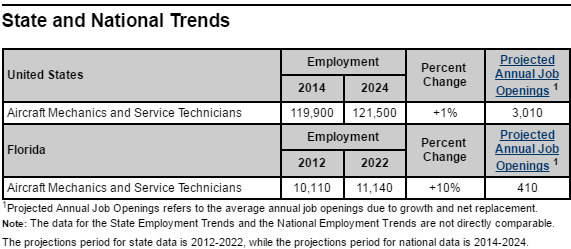 State and National Trends
United States Employment Percent Change Projected Annual Job Openings 1
2014 2024
Aircraft Mechanics and Service Technicians 119,900 121,500 +1% 3,010
Florida Employment Percent Change Projected Annual Job Openings 1
2012 2022
Aircraft Mechanics and Service Technicians 10,110 11,140 +10% 410
1Projected Annual Job Openings refers to the average annual job openings due to growth and net replacement.
Note: The data for the State Employment Trends and the National Employment Trends are not directly comparable.
The projections period for state data is 2012-2022, while the projections period for national data is 2014-2024.